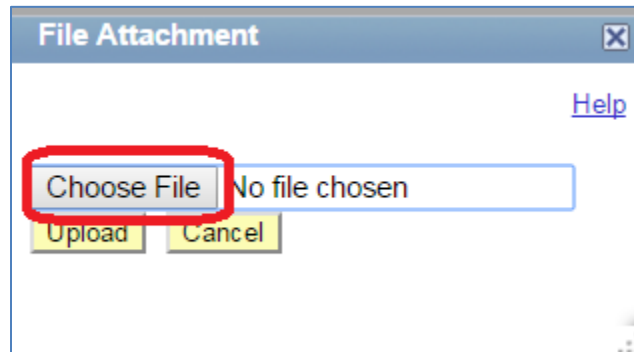 File Attachment
Help
Choose File No file chosen
Upload Cancel